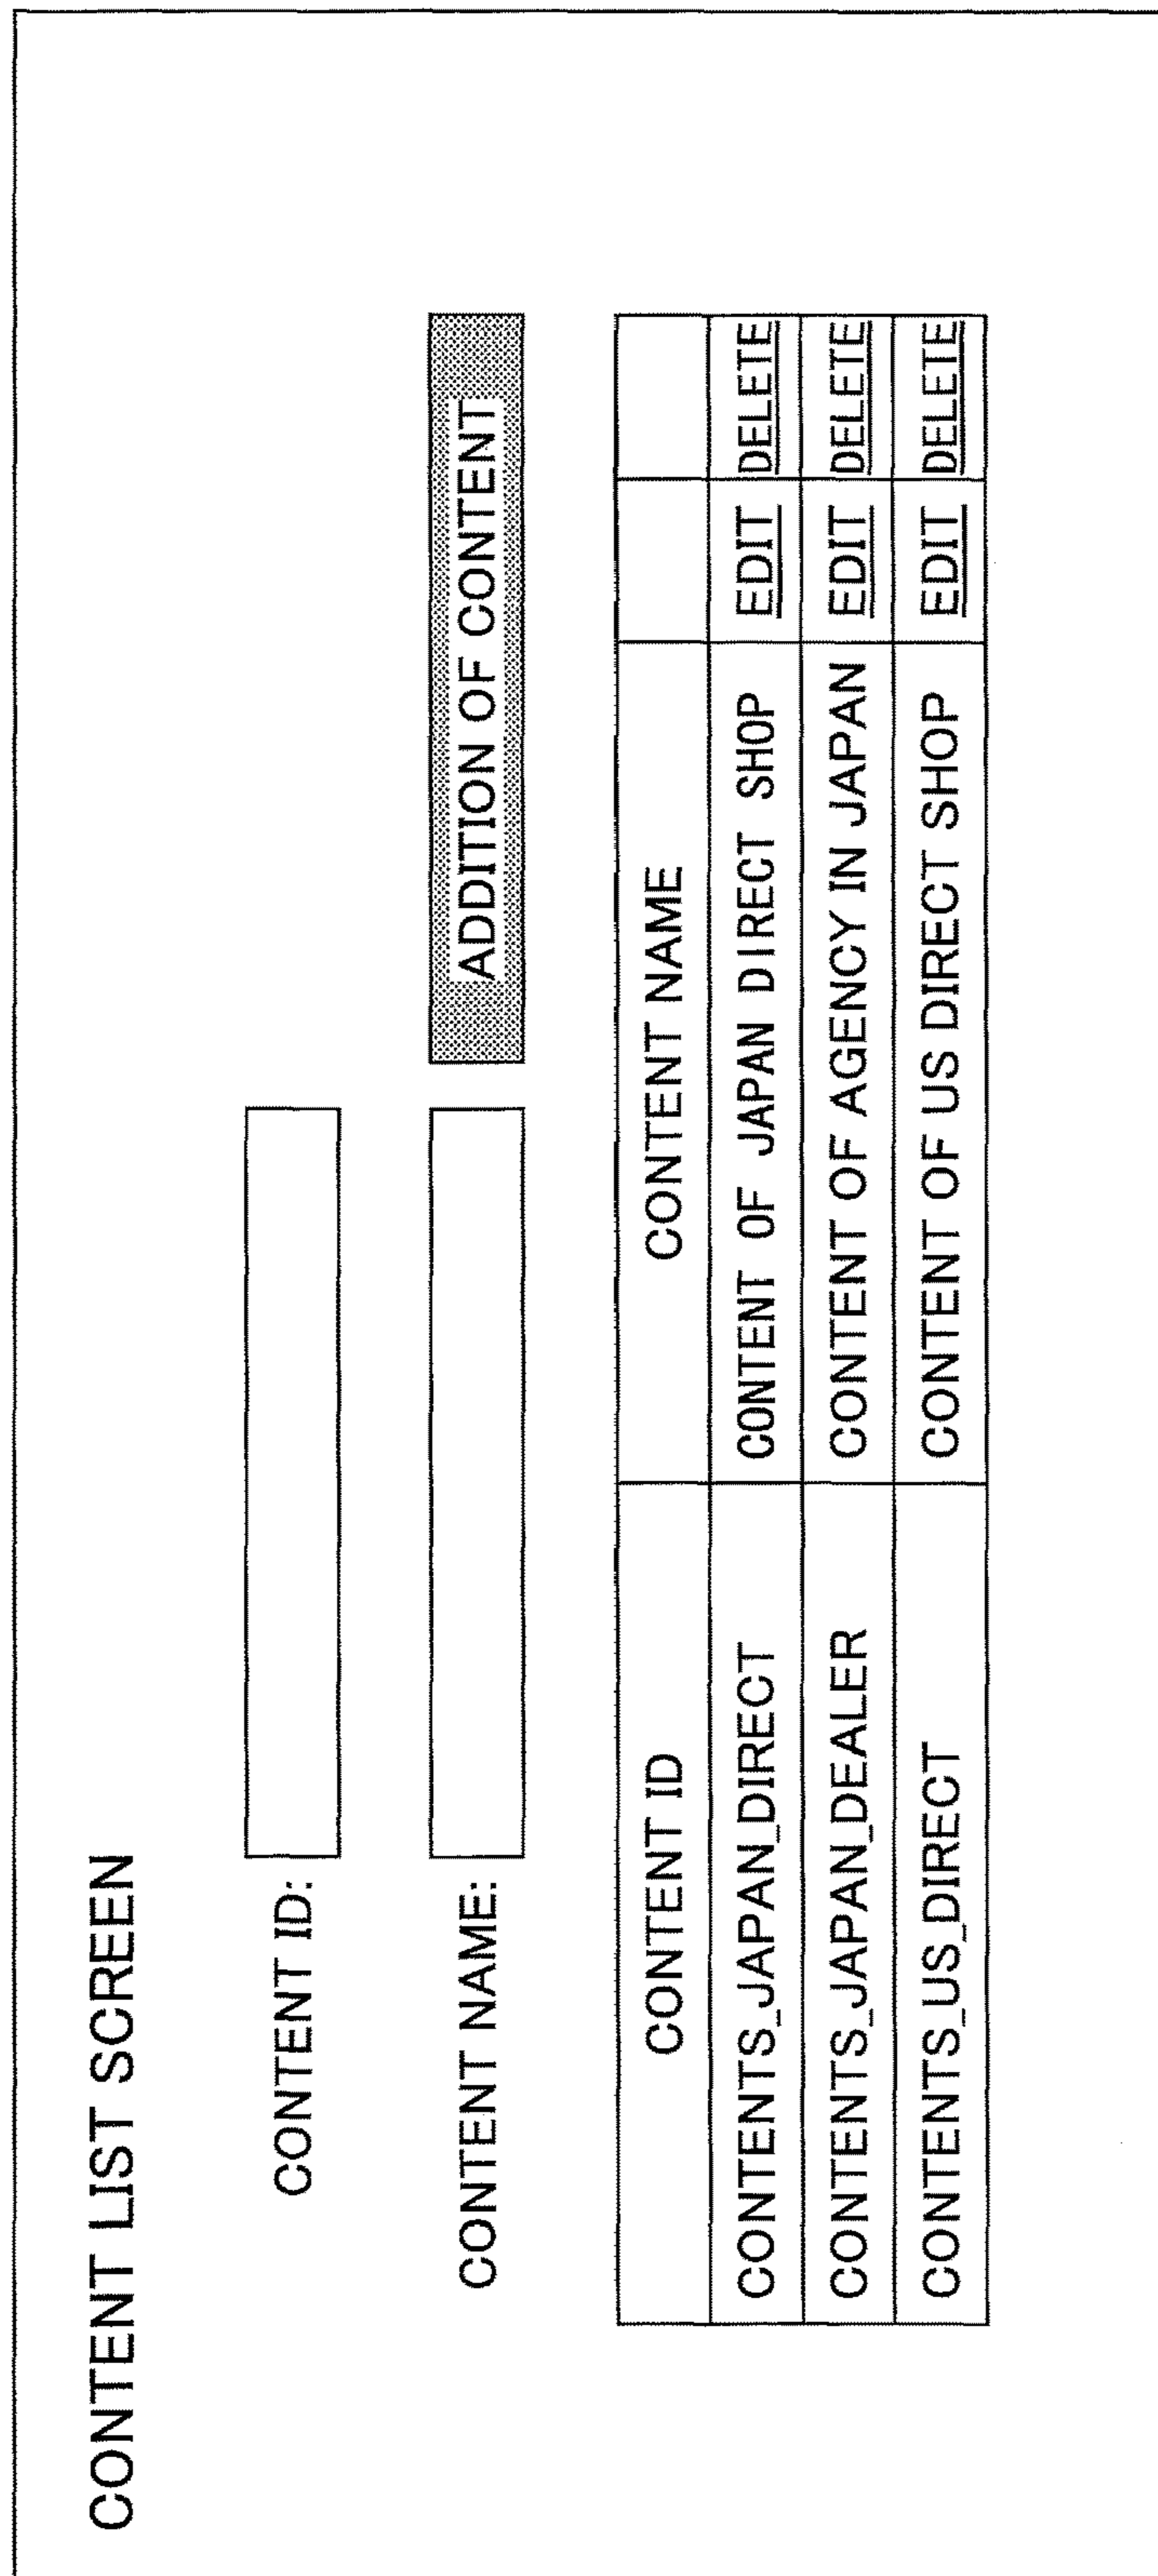 CONTENT LIST SCREEN
CONTENT ID:
CONTENT NAME: ADDITION OF CONTENT
CONTENT ID CONTENT NAME
CONTENTS_JAPAN_DIRECT CONTENT OF JAPAN DIRECT SHOP EDIT DELETE
CONTENTS_JAPAN_DEALER CONTENT OF AGENCY IN JAPAN EDIT DELETE
CONTENTS_US_DIRECT CONTENT OF US DIRECT SHOP EDIT DELETE